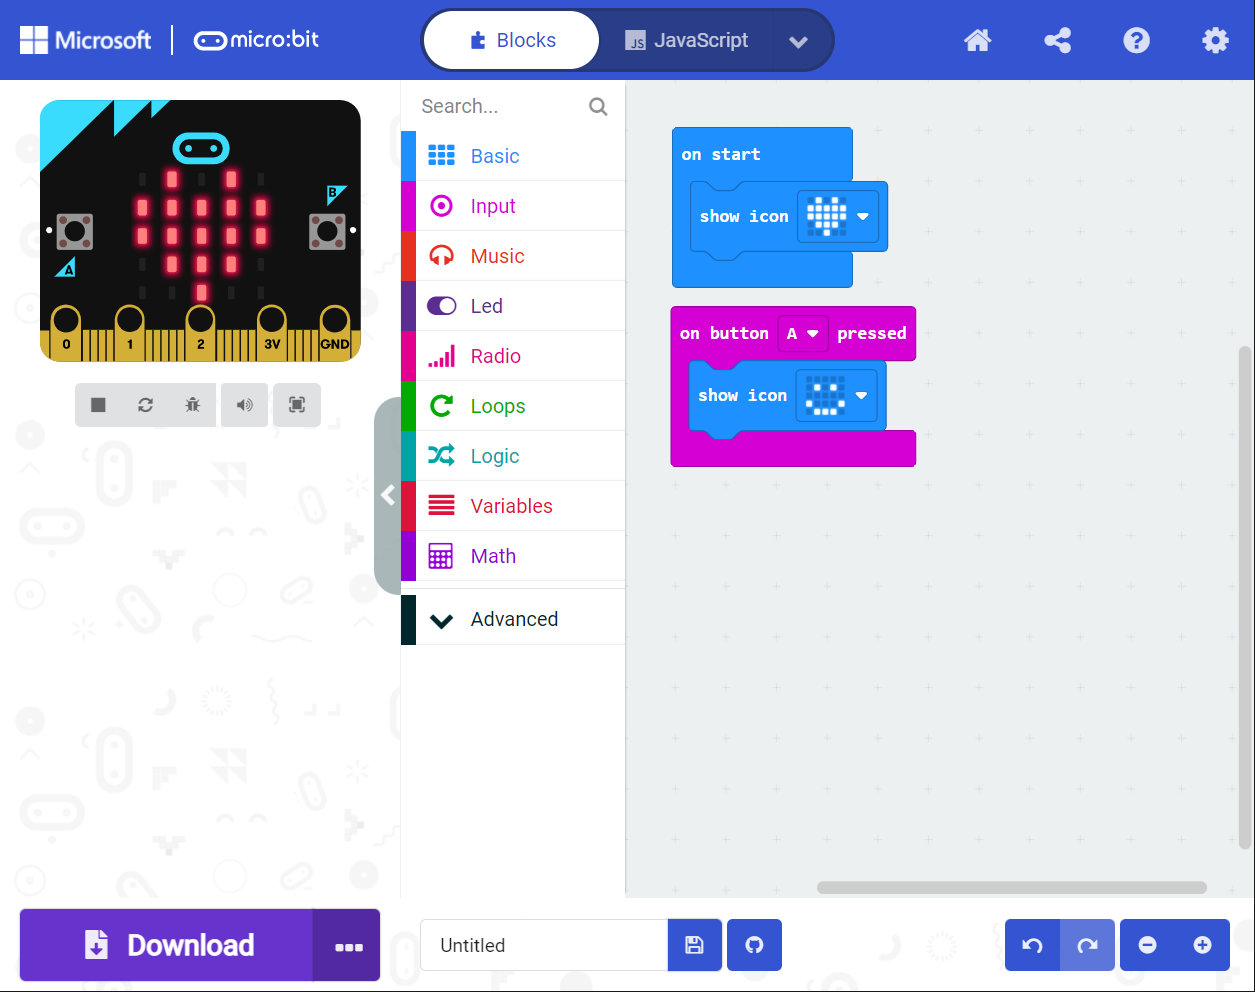 Microsoft
micro:bit
Blocks
JS JavaScript
Search...
Basic
Input
Music
Led
Radio
Loops
Logic
Variables
Math
Advanced
B
A
0 1 2 3V GND
on start
show icon
on button A pressed
show icon
Download
Untitled